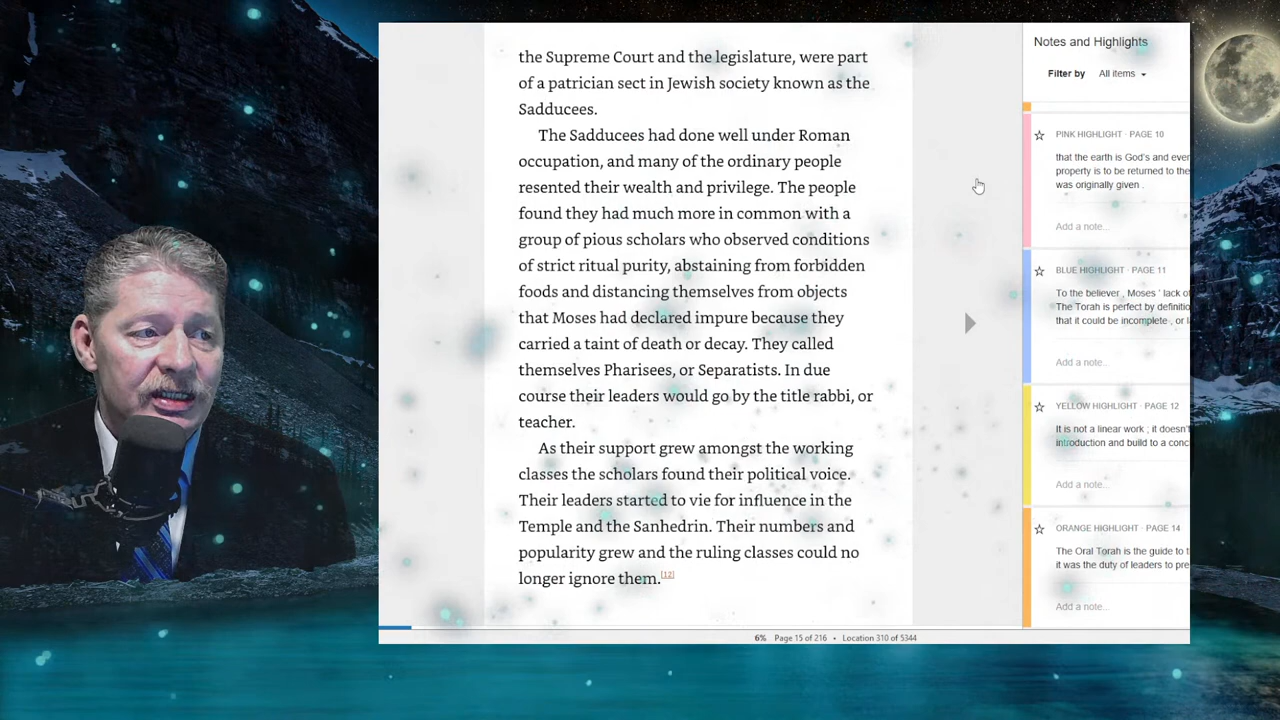 the Supreme Court and the legislature, were part
of a patrician sect in Jewish society known as the
Sadducees.
The Sadducees had done well under Roman
occupation, and many of the ordinary people
resented their wealth and privilege. The people
found they had much more in common with a
group of pious scholars who observed conditions
of strict ritual purity, abstaining from forbidden
foods and distancing themselves from objects
that Moses had declared impure because they
carried a taint of death or decay. They called
themselves Pharisees, or Separatists. In due
course their leaders would go by the title rabbi, or
teacher.
As their support grew amongst the working
classes the scholars found their political voice.
Their leaders started to vie for influence in the
Temple and the Sanhedrin. Their numbers and
popularity grew and the ruling classes could no
longer ignore them.[12]
6% Page 15 of 216 • Location 310 of 5344
Notes and Highlights
Filter by All items
PINK HIGHLIGHT · PAGE 10
that the earth is God's and ever
property is to be returned to the
was originally given .
Add a note...
BLUE HIGHLIGHT · PAGE 11
To the believer , Moses ' lack of
The Torah is perfect by definitio
that it could be incomplete , or
Add a note...
YELLOW HIGHLIGHT · PAGE 12
It is not a linear work ; it doesn'
introduction and build to a conc
Add a note...
ORANGE HIGHLIGHT · PAGE 14
The Oral Torah is the guide to t
it was the duty of leaders to pre
Add a note...